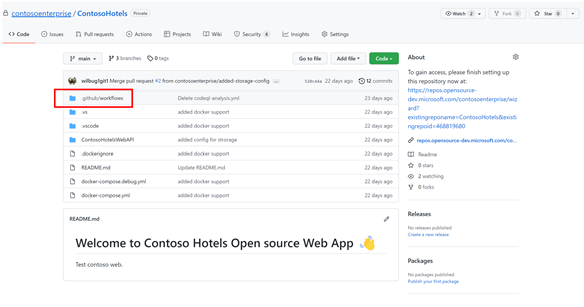 contosoenterprise / ContosoHotels Private
Watch 2 Fork 0 Star 0
Code Issues Pull requests Actions Projects Wiki Security 6 Insights Settings
main 3 branches 0 tags Go to file Add file Code
wilbug1git1 Merge pull request #2 from contosoenterprise/added-storage-config ... 22 days ago 12 commits
.github/workflows Delete codeql-analysis.yml 23 days ago
.vs added docker support 22 days ago
.vscode added docker support 22 days ago
ContosoHotelsWebAPI added config for strorage 22 days ago
.dockerignore added docker support 22 days ago
README.md Update README.md 22 days ago
docker-compose.debug.yml added docker support 22 days ago
docker-compose.yml added docker support 22 days ago
README.md
Welcome to Contoso Hotels Open source Web App 👋
Test contoso web.
About
To gain access, please finish setting up
this repository now at:
https://repos.opensource-
dev.microsoft.com/contosoenterprise/wiz
ard?
existingreponame=ContosoHotels&existi
ngrepoid=468819680
repos.opensource-dev.microsoft.com/co...
Readme
0 stars
2 watching
0 forks
Releases
No releases published
Create a new release
Packages
No packages published
Publish your first package